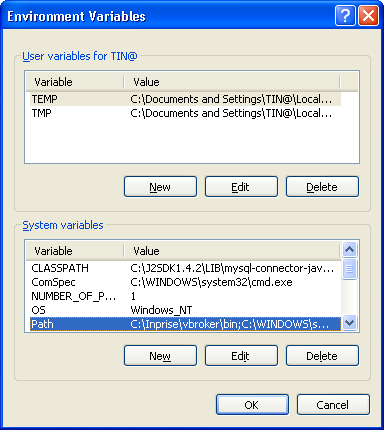 Environment Variables
User variables for TIN@
Variable Value
TEMP C:\Documents and Settings\TIN@\Local...
TMP C:\Documents and Settings\TIN@\Local...
New Edit Delete
System variables
Variable Value
CLASSPATH C:\J2SDK1.4.2\LIB\mysql-connector-jav...
ComSpec C:\WINDOWS\system32\cmd.exe
NUMBER_OF_P... 1
OS Windows_NT
Path C:\Inprise\vbroker\bin;C:\WINDOWS\s...
New Edit Delete
OK Cancel